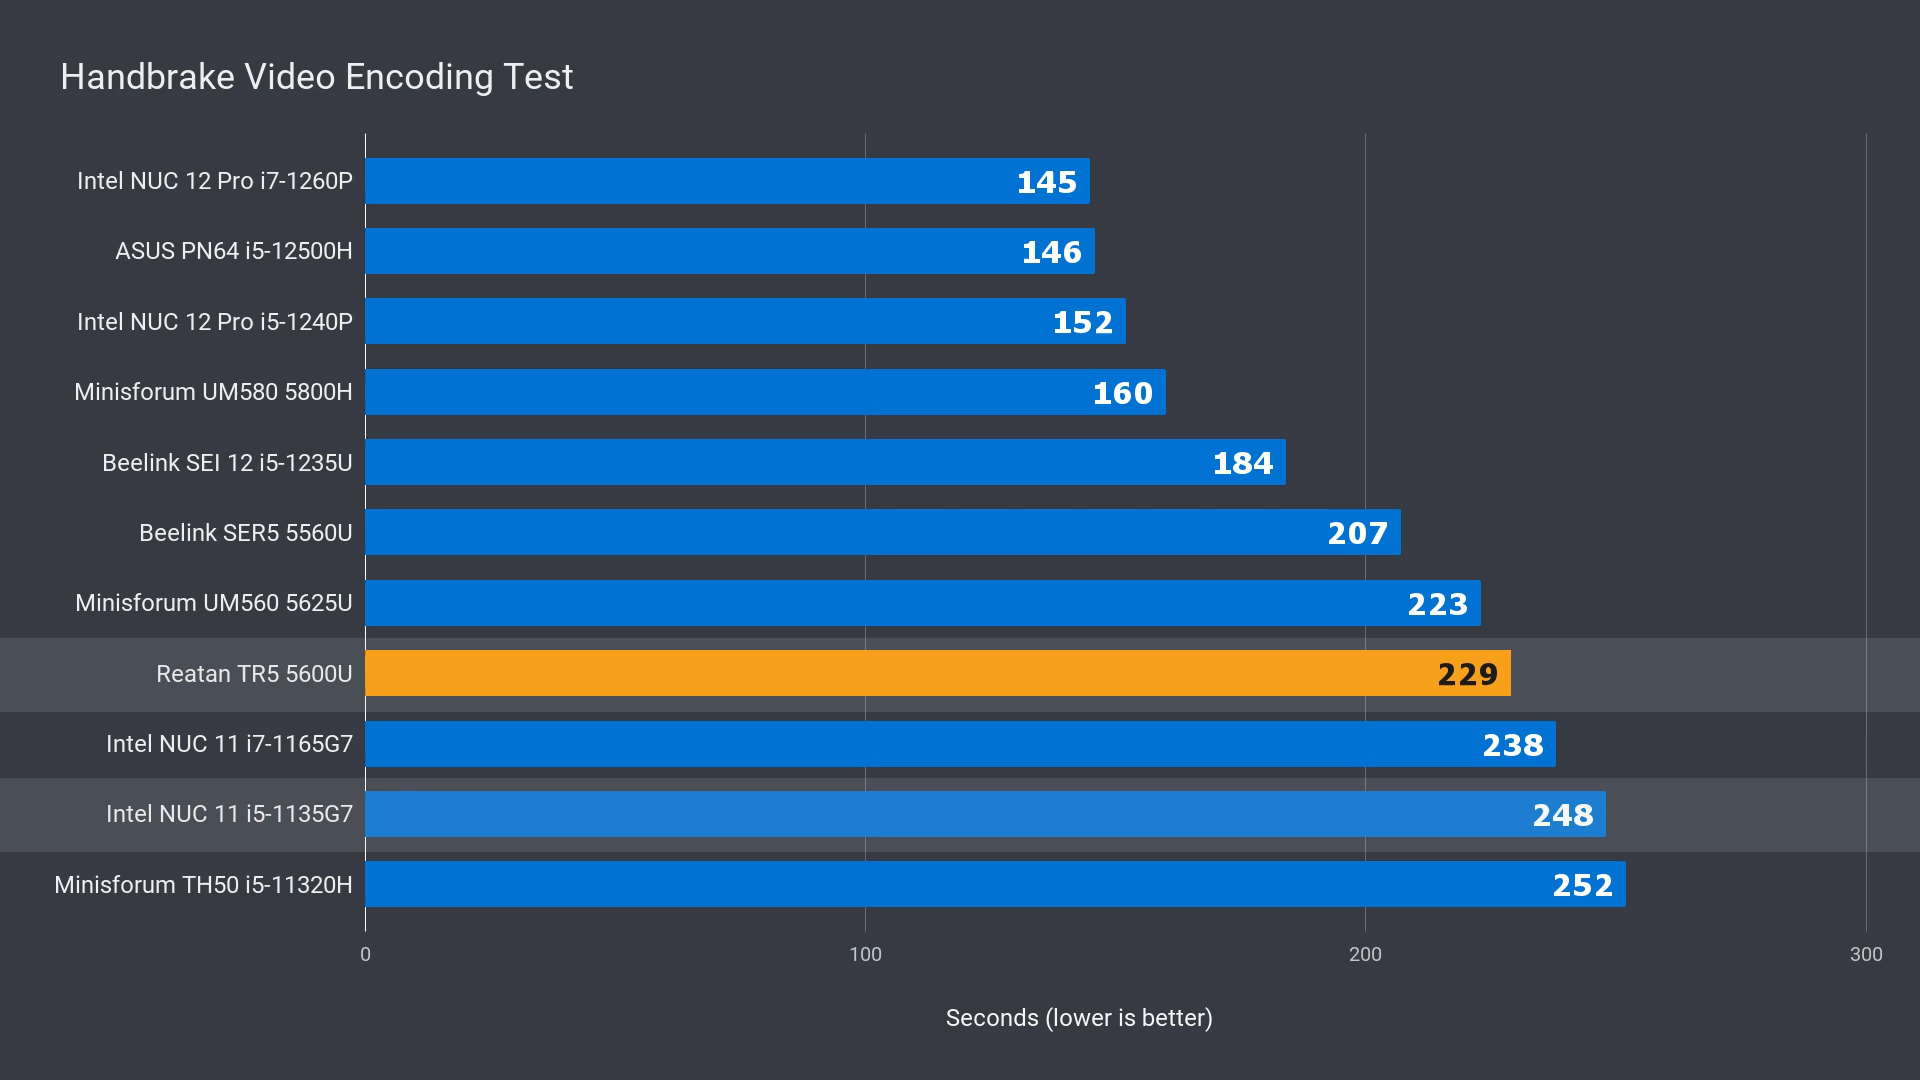 Handbrake Video Encoding Test
Intel NUC 12 Pro i7-1260P 145
ASUS PN64 i5-12500H 146
Intel NUC 12 Pro i5-1240P 152
Minisforum UM580 5800H 160
Beelink SEI 12 i5-1235U 184
Beelink SER5 5560U 207
Minisforum UM560 5625U 223
Reatan TR5 5600U 229
Intel NUC 11 i7-1165G7 238
Intel NUC 11 i5-1135G7 248
Minisforum TH50 i5-11320H 252
0 100 200 300
Seconds (lower is better)